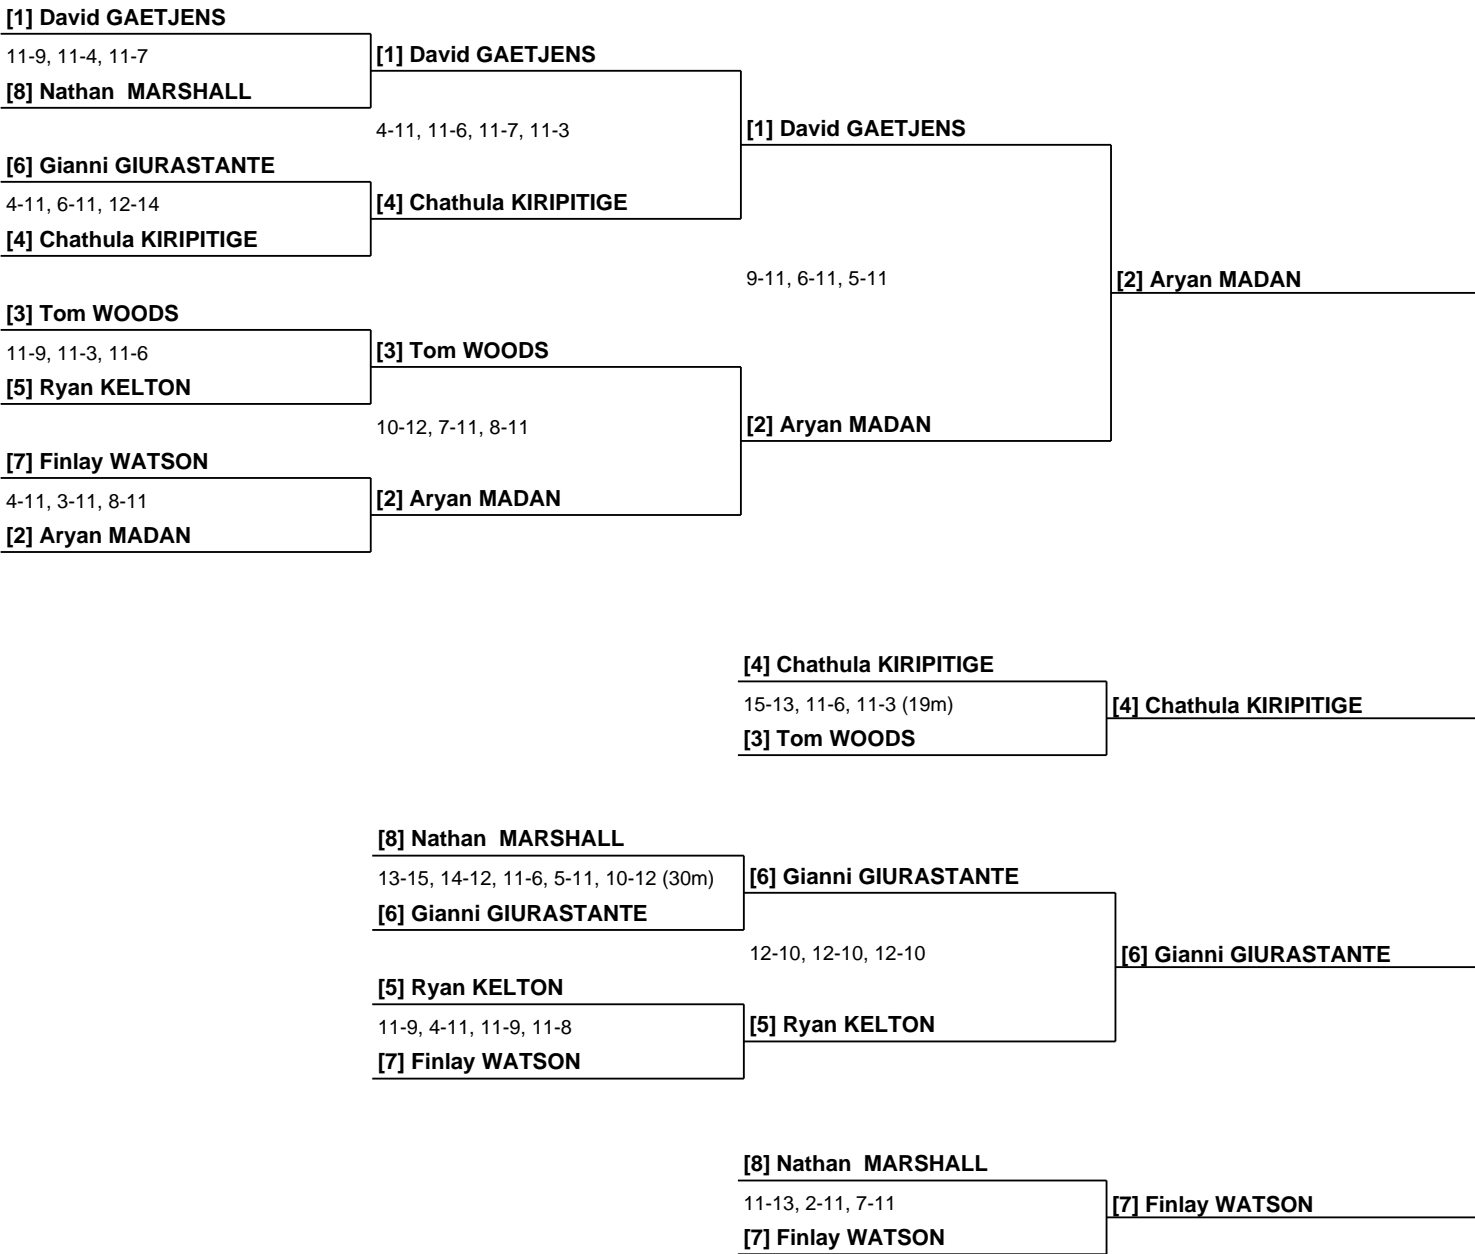 [1] David GAETJENS
11-9, 11-4, 11-7
[1] David GAETJENS
[8] Nathan  MARSHALL
4-11, 11-6, 11-7, 11-3
[1] David GAETJENS
[6] Gianni GIURASTANTE
4-11, 6-11, 12-14
[4] Chathula KIRIPITIGE
[4] Chathula KIRIPITIGE
9-11, 6-11, 5-11
[2] Aryan MADAN
[3] Tom WOODS
11-9, 11-3, 11-6
[3] Tom WOODS
[5] Ryan KELTON
10-12, 7-11, 8-11
[2] Aryan MADAN
[7] Finlay WATSON
4-11, 3-11, 8-11
[2] Aryan MADAN
[2] Aryan MADAN
[4] Chathula KIRIPITIGE
15-13, 11-6, 11-3 (19m)
[4] Chathula KIRIPITIGE
[3] Tom WOODS
[8] Nathan  MARSHALL
13-15, 14-12, 11-6, 5-11, 10-12 (30m)
[6] Gianni GIURASTANTE
[6] Gianni GIURASTANTE
12-10, 12-10, 12-10
[6] Gianni GIURASTANTE
[5] Ryan KELTON
11-9, 4-11, 11-9, 11-8
[5] Ryan KELTON
[7] Finlay WATSON
[8] Nathan  MARSHALL
11-13, 2-11, 7-11
[7] Finlay WATSON
[7] Finlay WATSON